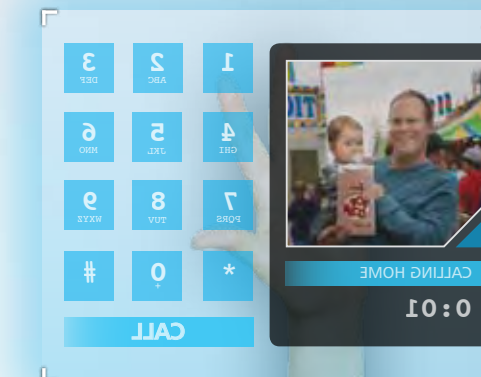 1 2 3
ABC DEF
4 5 6
GHI JKL MNO
7 8 9
PQRS TUV WXYZ
* 0 #
+
CALL
CALLING HOME
0:01